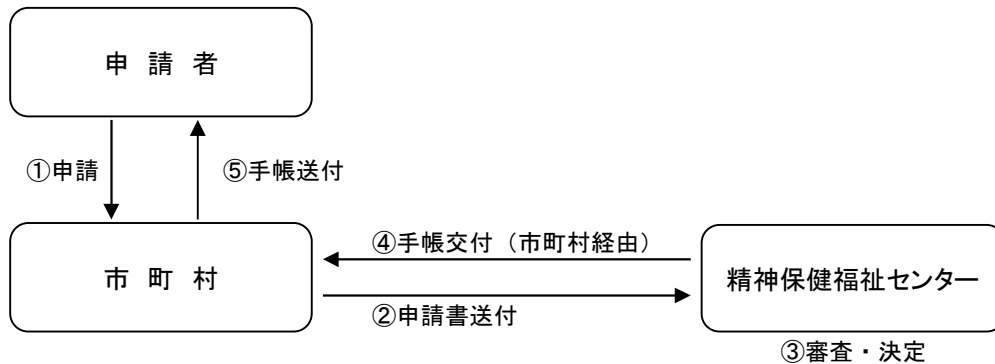 申 請 者
①申請
⑤手帳送付
④手帳交付（市町村経由）
市 町 村
精神保健福祉センター
②申請書送付
③審査・決定